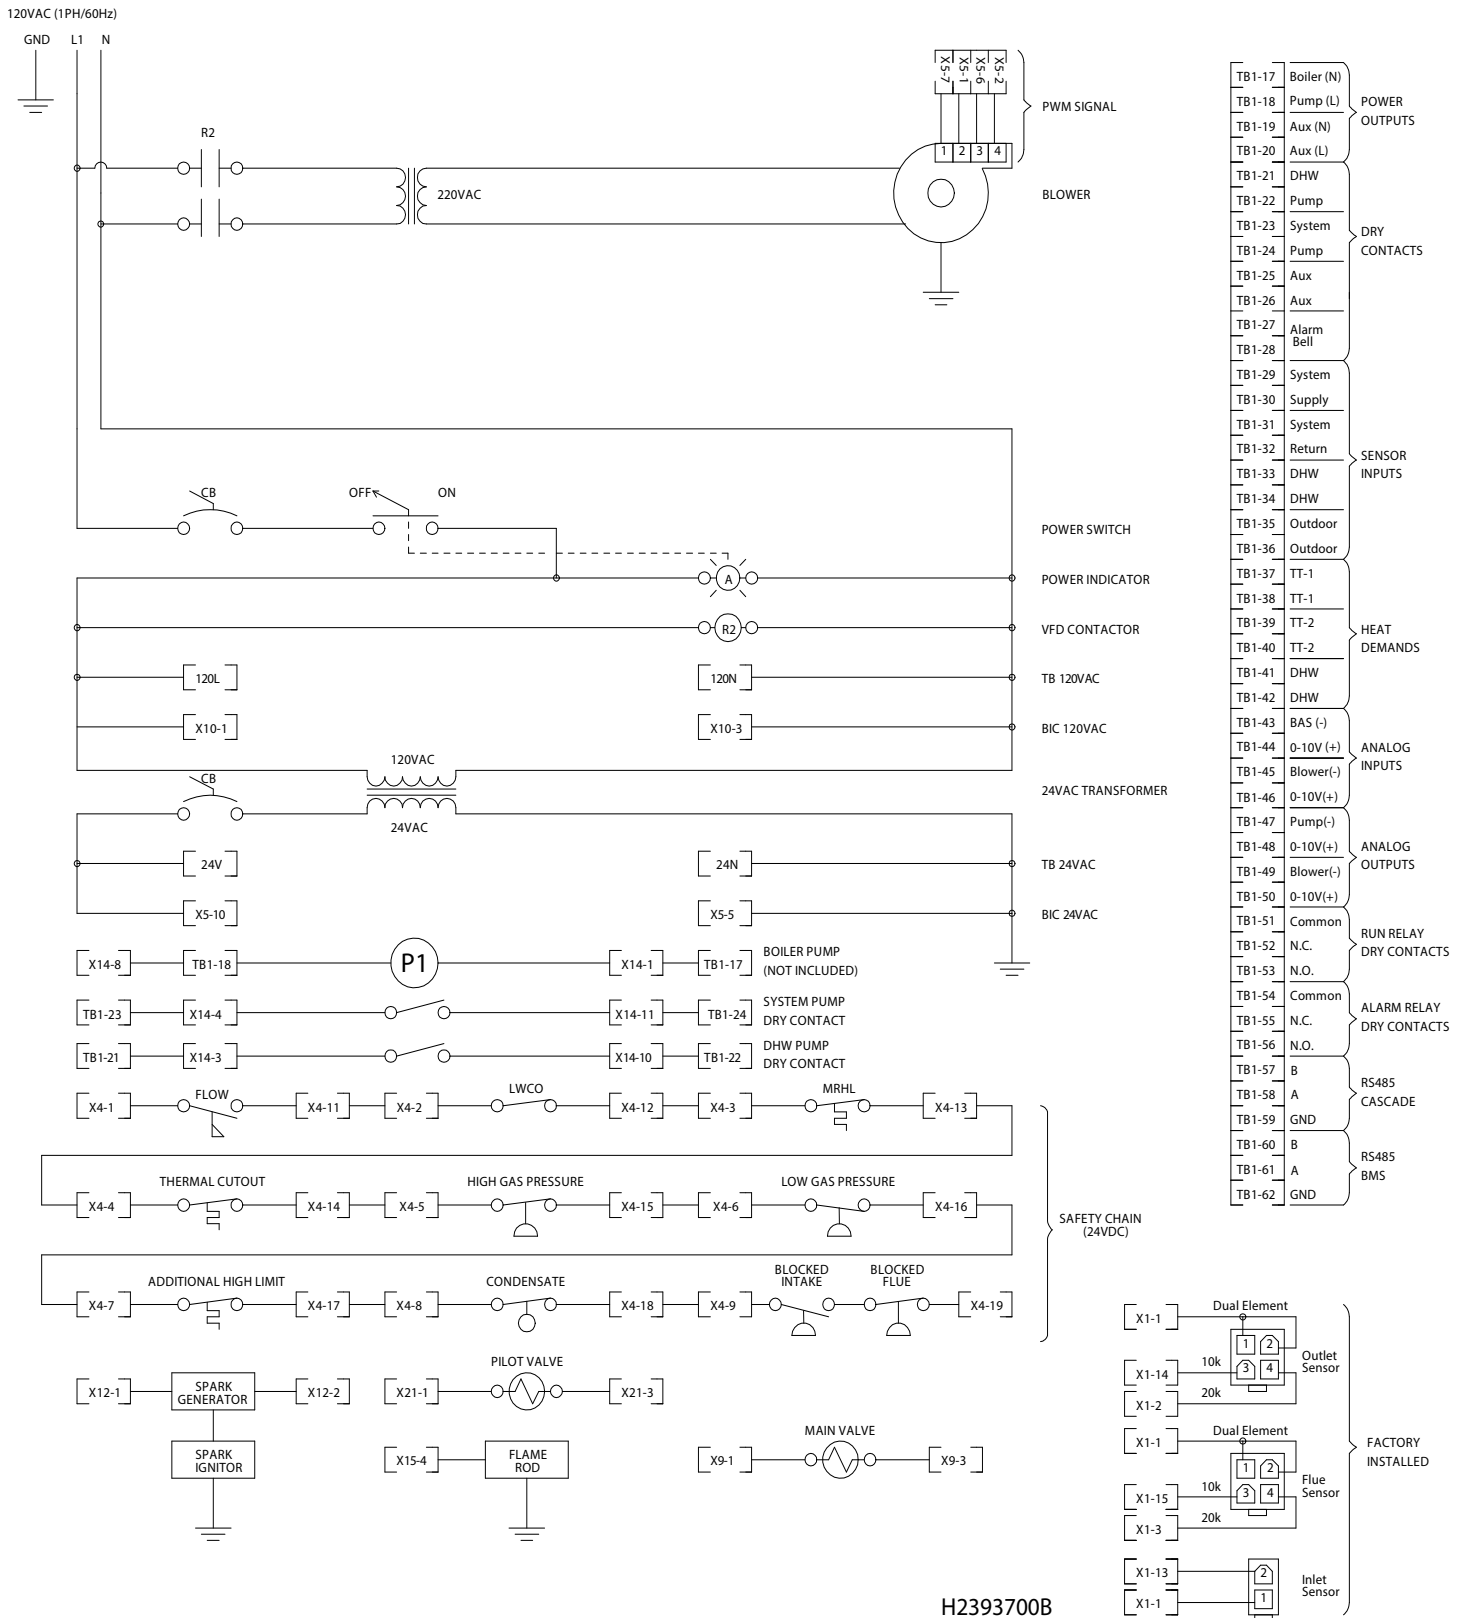 120VAC (1PH/60Hz)
GND L1 N
R2
220VAC
X5-7 X5-1 X5-6 X5-2
1 2 3 4
PWM SIGNAL
BLOWER
CB
OFF ON
POWER SWITCH
A
POWER INDICATOR
R2
VFD CONTACTOR
120L 120N TB 120VAC
X10-1 X10-3 BIC 120VAC
120VAC
CB
24VAC TRANSFORMER
24VAC
24V 24N TB 24VAC
X5-10 X5-5 BIC 24VAC
X14-8 TB1-18 P1 X14-1 TB1-17
BOILER PUMP
(NOT INCLUDED)
TB1-23 X14-4 X14-11 TB1-24
SYSTEM PUMP
DRY CONTACT
TB1-21 X14-3 X14-10 TB1-22
DHW PUMP
DRY CONTACT
FLOW LWCO MRHL
X4-1 X4-11 X4-2 X4-12 X4-3 X4-13
THERMAL CUTOUT HIGH GAS PRESSURE LOW GAS PRESSURE
X4-4 X4-14 X4-5 X4-15 X4-6 X4-16
SAFETY CHAIN
(24VDC)
ADDITIONAL HIGH LIMIT CONDENSATE
BLOCKED
INTAKE
BLOCKED
FLUE
X4-7 X4-17 X4-8 X4-18 X4-9 X4-19
PILOT VALVE
X12-1
SPARK
GENERATOR
X12-2 X21-1 X21-3
SPARK
IGNITOR
X15-4
FLAME
ROD
MAIN VALVE
X9-1 X9-3
H2393700B
TB1-17 Boiler (N)
TB1-18 Pump (L)
TB1-19 Aux (N)
TB1-20 Aux (L)
POWER
OUTPUTS
TB1-21 DHW
TB1-22 Pump
TB1-23 System
TB1-24 Pump
TB1-25 Aux
TB1-26 Aux
TB1-27
Alarm
Bell
TB1-28
DRY
CONTACTS
TB1-29 System
TB1-30 Supply
TB1-31 System
TB1-32 Return
TB1-33 DHW
TB1-34 DHW
TB1-35 Outdoor
TB1-36 Outdoor
SENSOR
INPUTS
TB1-37 TT-1
TB1-38 TT-1
TB1-39 TT-2
TB1-40 TT-2
TB1-41 DHW
TB1-42 DHW
HEAT
DEMANDS
TB1-43 BAS (-)
TB1-44 0-10V (+)
TB1-45 Blower(-)
TB1-46 0-10V(+)
ANALOG
INPUTS
TB1-47 Pump(-)
TB1-48 0-10V(+)
TB1-49 Blower(-)
TB1-50 0-10V(+)
ANALOG
OUTPUTS
TB1-51 Common
TB1-52 N.C.
TB1-53 N.O.
RUN RELAY
DRY CONTACTS
TB1-54 Common
TB1-55 N.C.
TB1-56 N.O.
ALARM RELAY
DRY CONTACTS
TB1-57 B
TB1-58 A
TB1-59 GND
RS485
CASCADE
TB1-60 B
TB1-61 A
TB1-62 GND
RS485
BMS
X1-1 Dual Element
1 2
X1-14 10k 3 4
X1-2 20k
Outlet
Sensor
X1-1 Dual Element
1 2
X1-15 10k 3 4
X1-3 20k
Flue
Sensor
X1-13 2
X1-1 1
Inlet
Sensor
FACTORY
INSTALLED